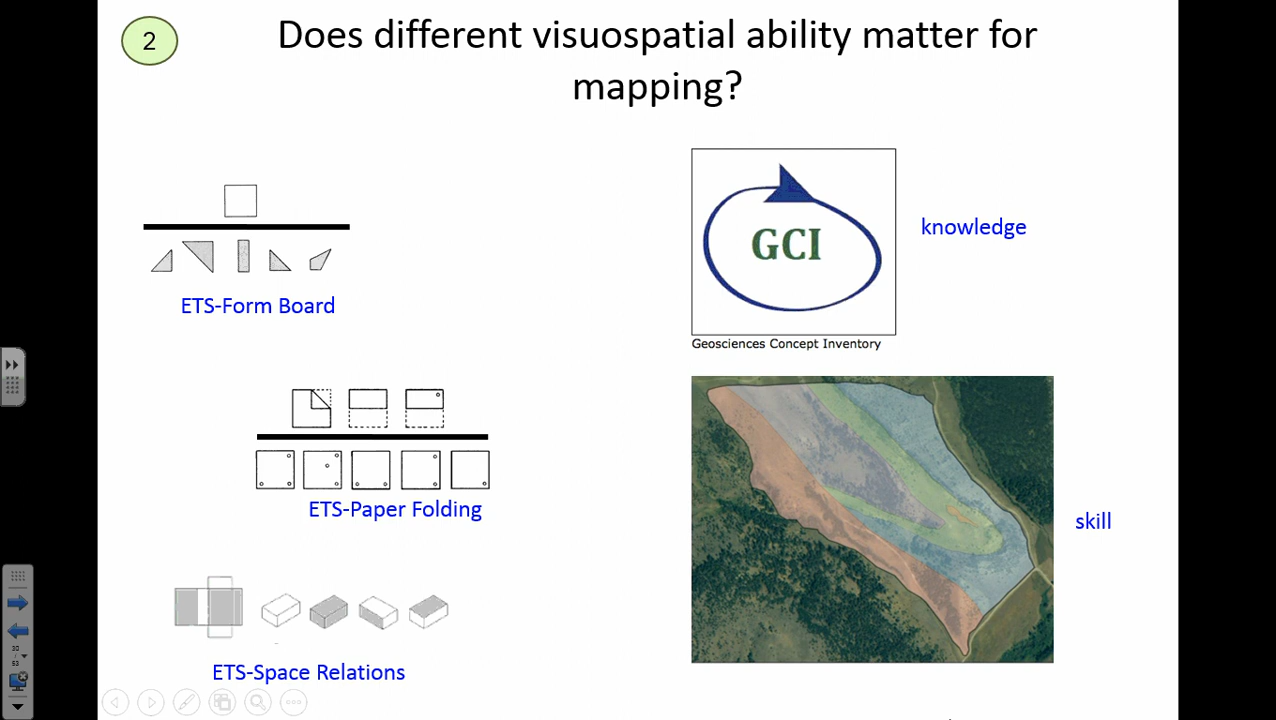 2
Does different visuospatial ability matter for
mapping?
GCI
knowledge
Geosciences Concept Inventory
ETS-Form Board
ETS-Paper Folding
skill
ETS-Space Relations
/
53